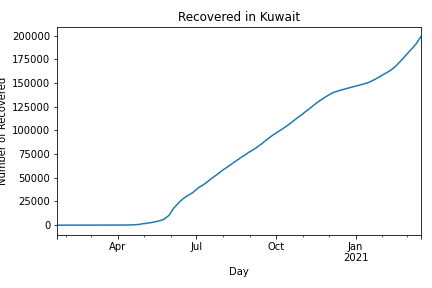 Recovered in Kuwait
200000
175000
150000
125000
100000
75000
50000
25000
0
Number of Recovered
Apr
Jul
Oct
Jan
2021
Day